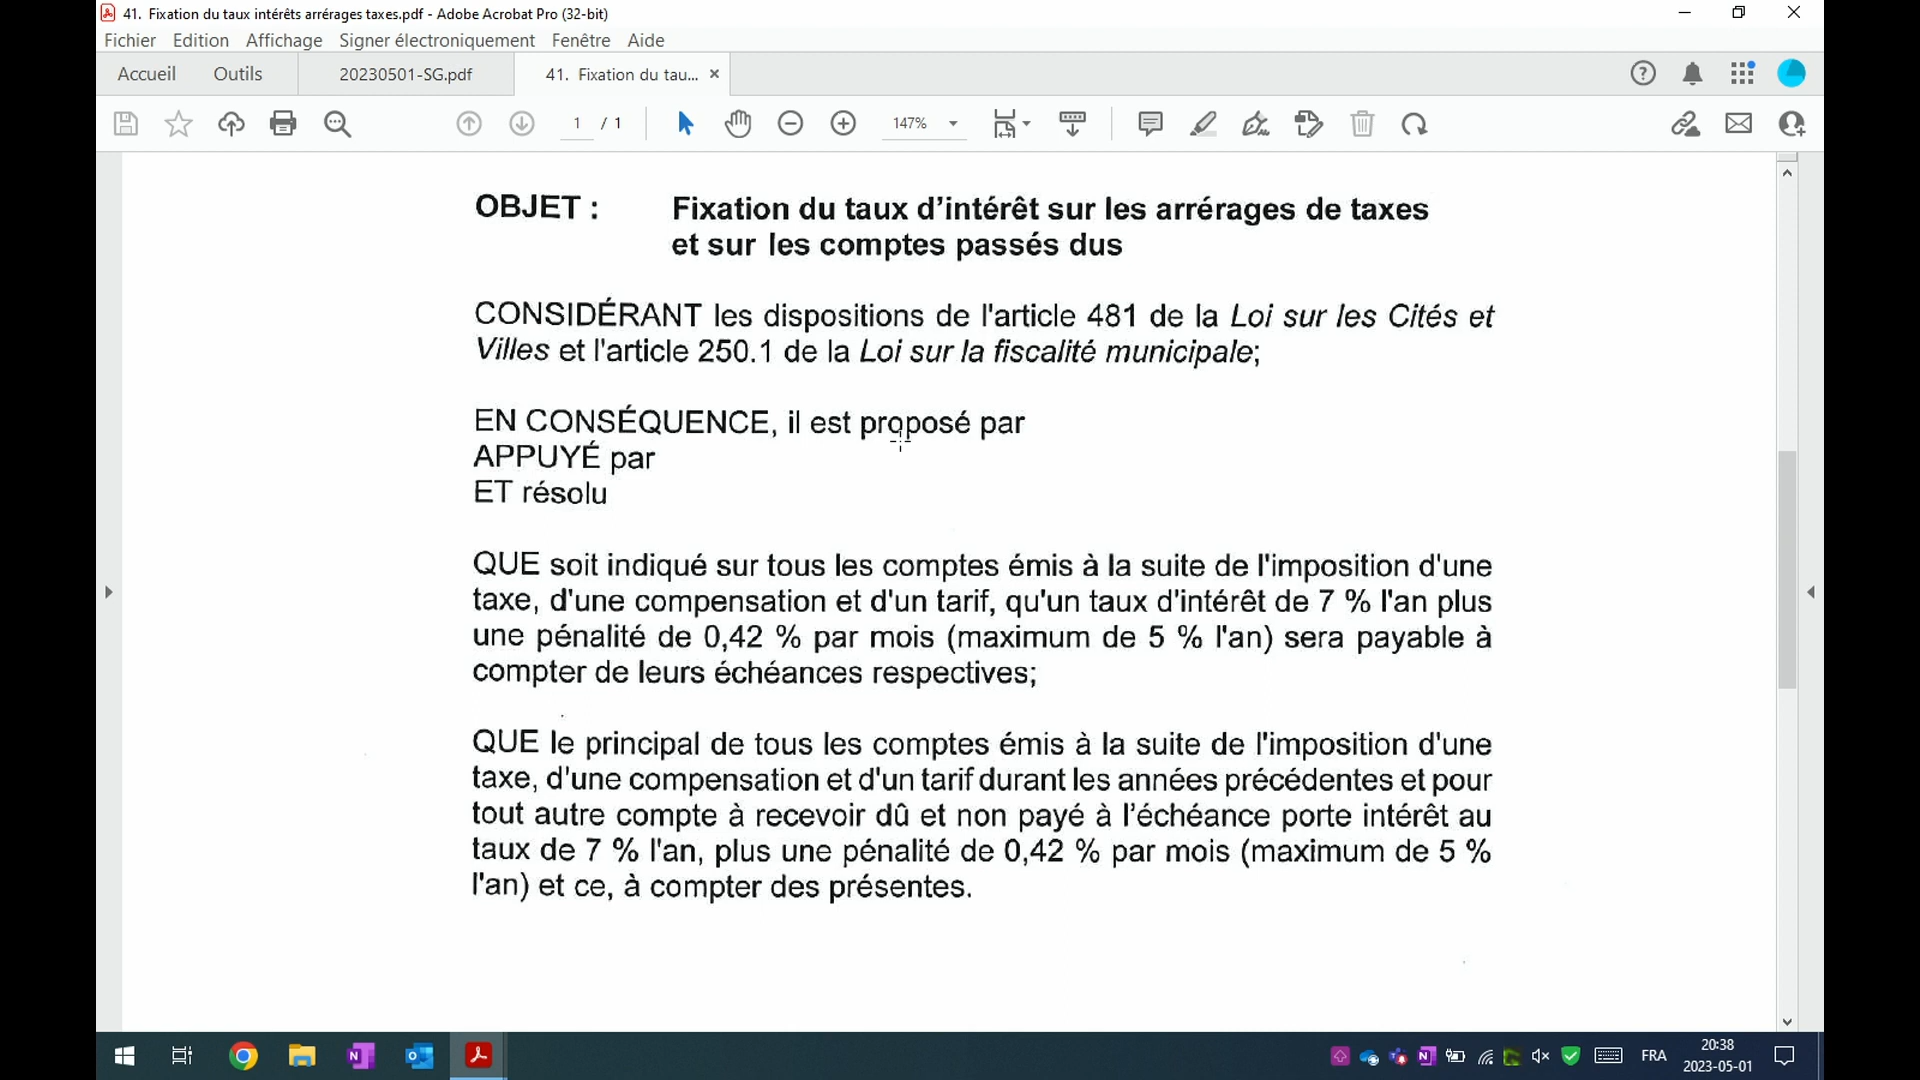 41. Fixation du taux intérêts arrérages taxes.pdf - Adobe Acrobat Pro (32-bit)
Fichier Edition Affichage Signer électroniquement Fenêtre Aide
Accueil Outils 20230501-SG.pdf 41. Fixation du tau... ×
1 / 1 147%
OBJET : Fixation du taux d'intérêt sur les arrérages de taxes
et sur les comptes passés dus
CONSIDÉRANT les dispositions de l'article 481 de la Loi sur les Cités et
Villes et l'article 250.1 de la Loi sur la fiscalité municipale;
EN CONSÉQUENCE, il est proposé par
APPUYÉ par
ET résolu
QUE soit indiqué sur tous les comptes émis à la suite de l'imposition d'une
taxe, d'une compensation et d'un tarif, qu'un taux d'intérêt de 7 % l'an plus
une pénalité de 0,42 % par mois (maximum de 5 % l'an) sera payable à
compter de leurs échéances respectives;
QUE le principal de tous les comptes émis à la suite de l'imposition d'une
taxe, d'une compensation et d'un tarif durant les années précédentes et pour
tout autre compte à recevoir dû et non payé à l'échéance porte intérêt au
taux de 7 % l'an, plus une pénalité de 0,42 % par mois (maximum de 5 %
l'an) et ce, à compter des présentes.
FRA
20:38
2023-05-01